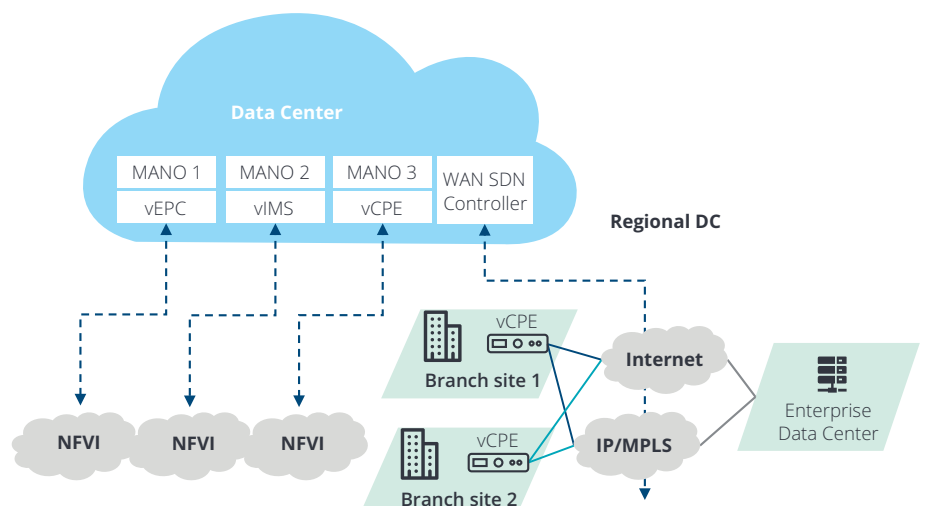 Data Center
MANO 1
MANO 2
MANO 3
WAN SDN
Controller
vEPC
vIMS
vCPE
Regional DC
vCPE
Branch site 1
Internet
Enterprise
Data Center
NFVI
NFVI
NFVI
vCPE
IP/MPLS
Branch site 2